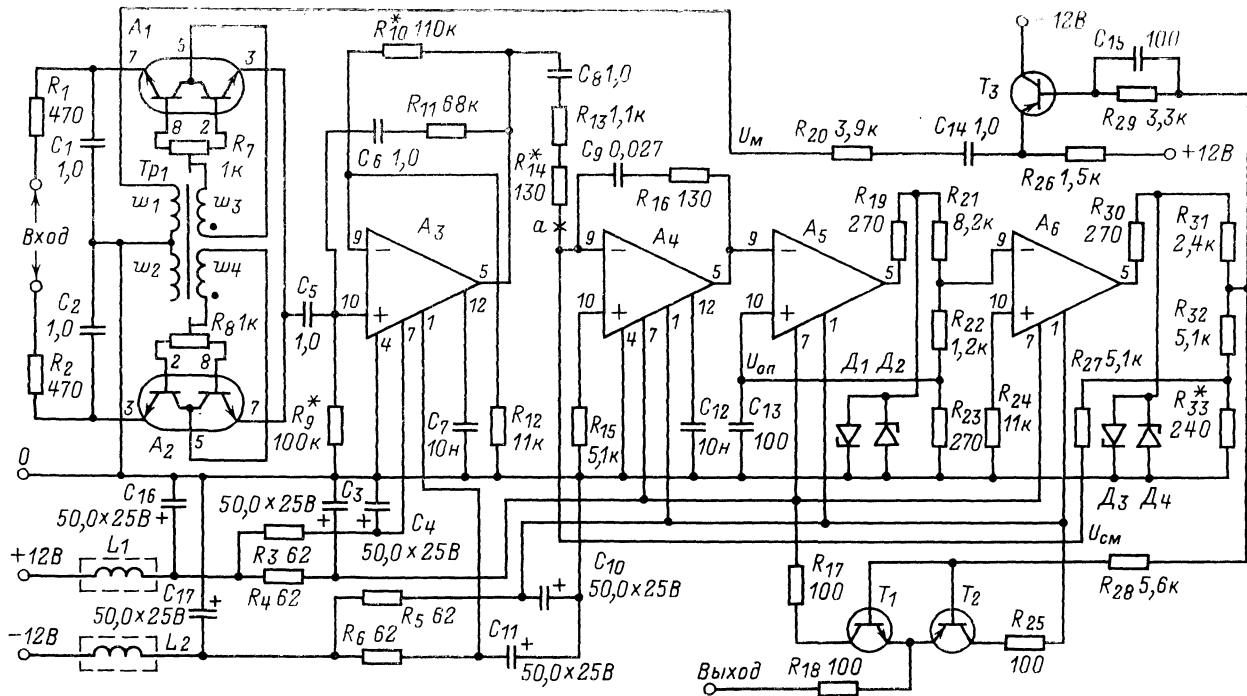 A1
R*10 110к
-12В
C15
100
7
5
3
R1
470
C1
1,0
8
2
R7
1к
Тр1
ш1
ш3
Вход
ш2
ш4
C2
1,0
R8 1к
2
8
R2
470
3
7
A2
5
C5
1,0
R11 68к
C6 1,0
C8 1,0
R13 1,1к
R*14
130
а
C9 0,027
R16 130
Uм
R20 3,9к
C14 1,0
T3
R29 3,3к
+12В
R26 1,5к
9
A3
5
10
12
4
7
1
9
A4
5
10
12
4
7
1
R19
270
R21
8,2к
9
A5
5
10
7
1
A6
9
5
10
7
1
R30
270
R31
2,4к
R22
1,2к
R32
5,1к
R27 5,1к
Uоп
Д1 Д2
R*9
100к
C7
10н
R12
11к
R15
5,1к
C12
10н
C13
100
R23
270
R24
11к
R*33
240
Д3 Д4
0
C16
50,0×25В +
50,0×25В
C3
+
+
C4
50,0×25В
Uсм
+12В
L1
R3 62
R4 62
C17
50,0×25В
+
R5 62
C10
50,0×25В
+
-12В
L2
R6 62
C11
+
50,0×25В
R17
100
T1
T2
R28 5,6к
R25
100
Выход
R18 100